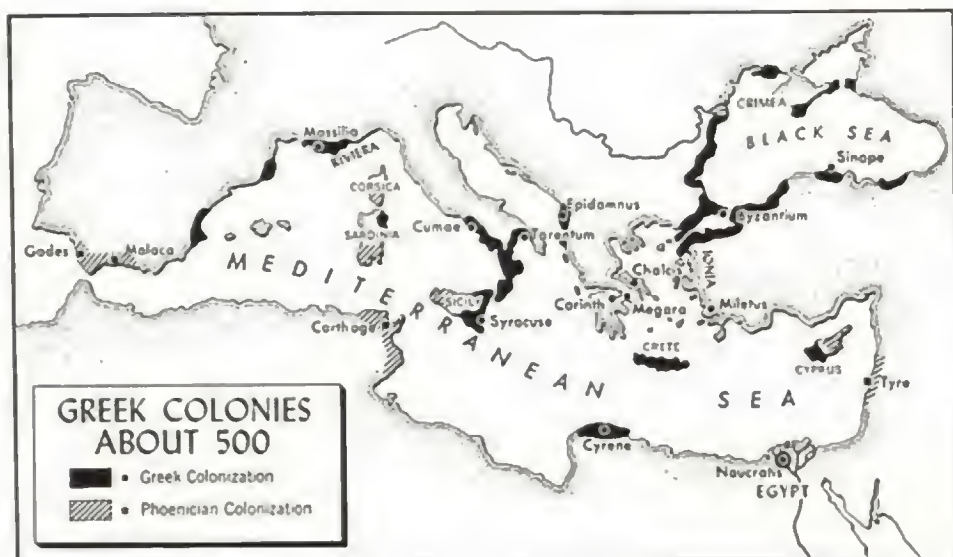 Massilia
RIVIERA
CRIMEA
BLACK SEA
Sinope
CORSICA
SARDINIA
Cumae
Tarentum
Epidamnus
Byzantium
Gades
Malaca
MEDITERRANEAN SEA
IONIA
Chalcis
Corinth
Megara
Miletus
SICILY
Carthage
Syracuse
CRETE
CYPRUS
Tyre
GREEK COLONIES
ABOUT 500
Greek Colonization
Phoenician Colonization
Cyrene
Naucratis
EGYPT